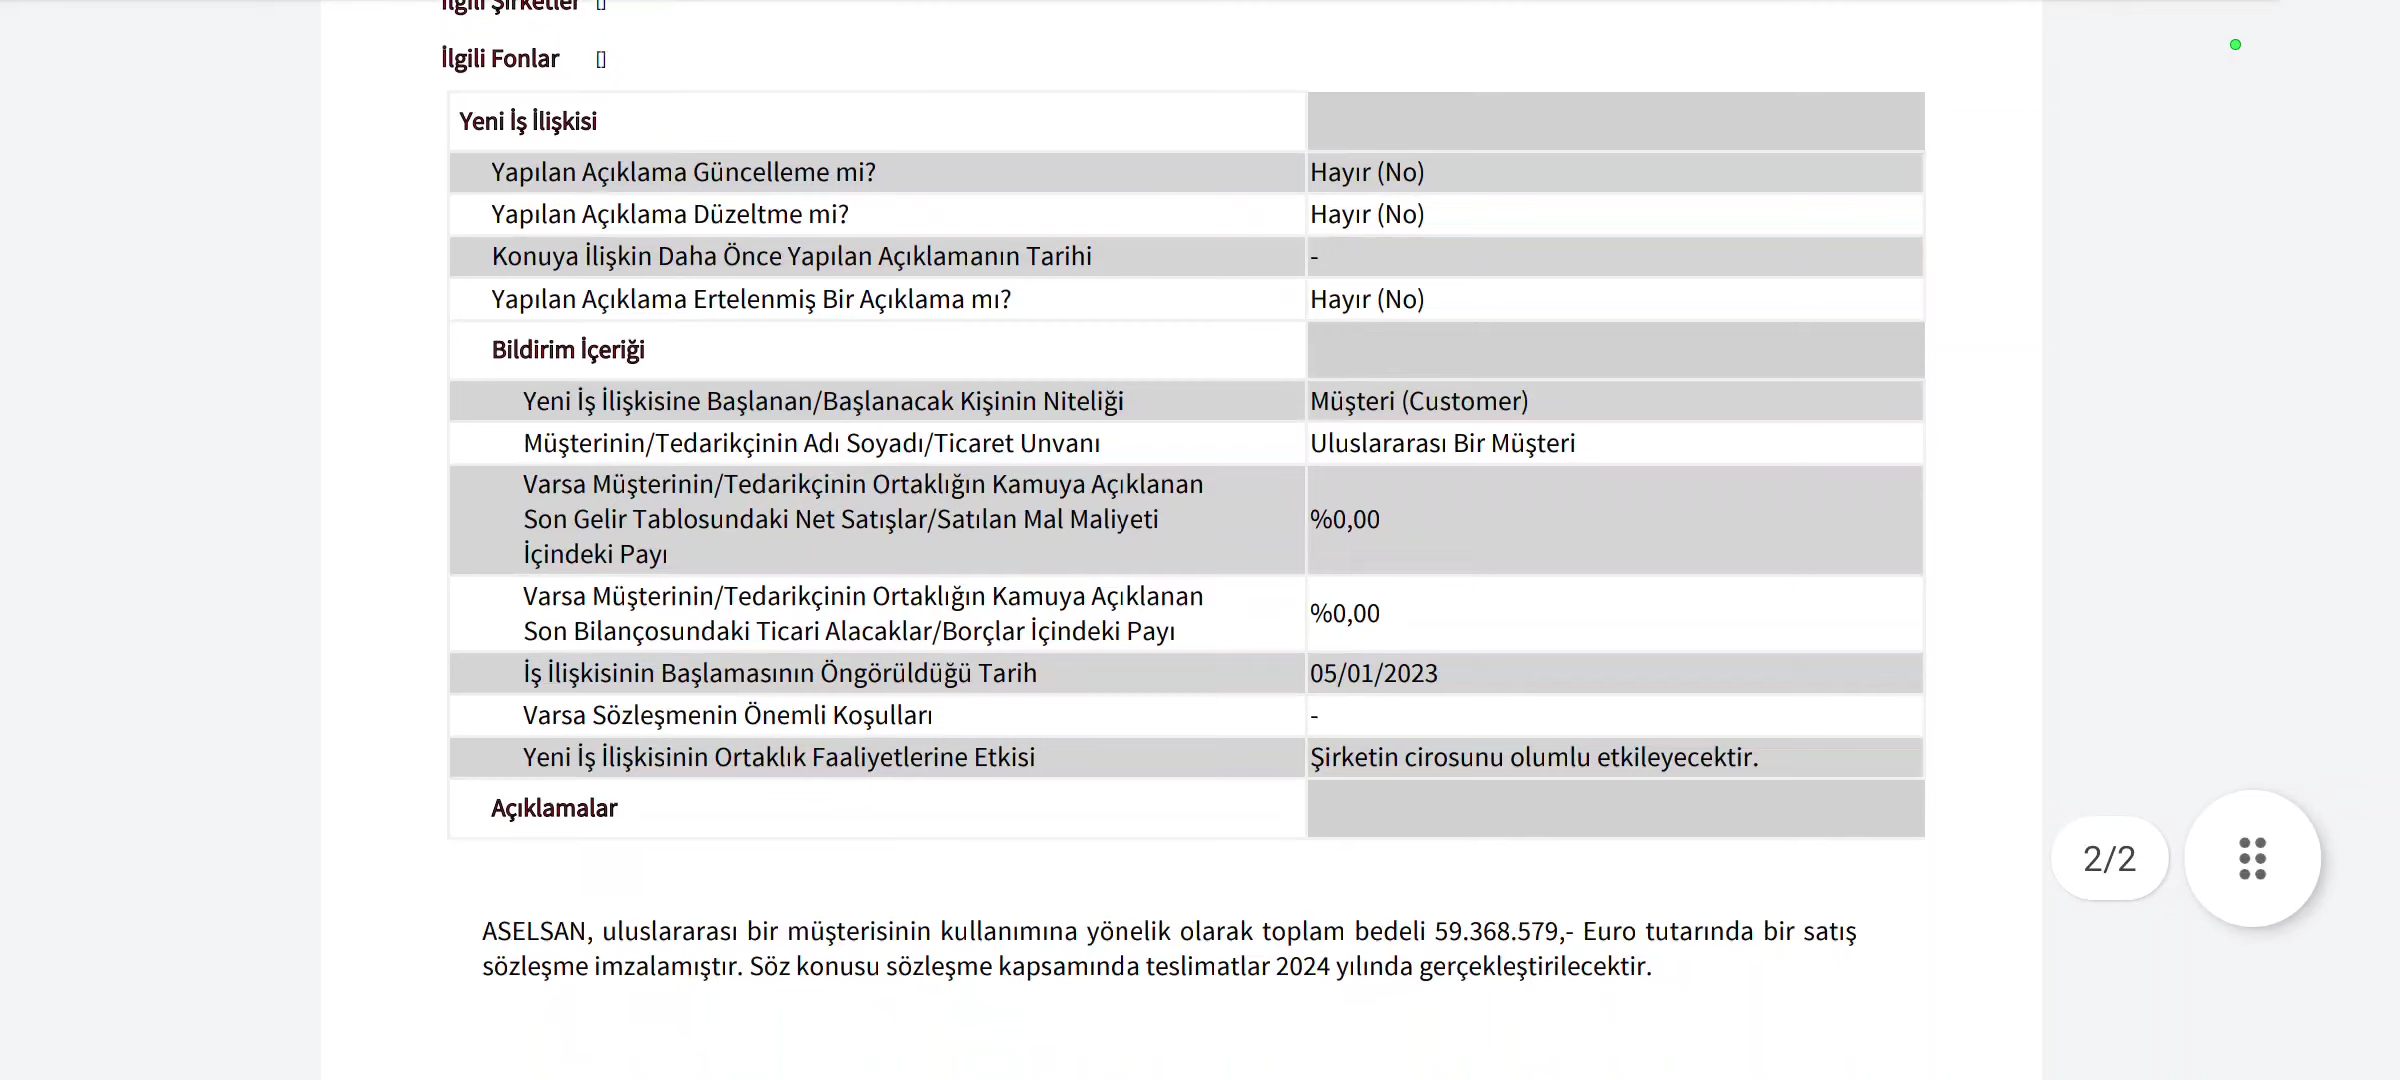 İlgili Şirketler []
İlgili Fonlar []
Yeni İş İlişkisi
Yapılan Açıklama Güncelleme mi? Hayır (No)
Yapılan Açıklama Düzeltme mi? Hayır (No)
Konuya İlişkin Daha Önce Yapılan Açıklamanın Tarihi -
Yapılan Açıklama Ertelenmiş Bir Açıklama mı? Hayır (No)
Bildirim İçeriği
Yeni İş İlişkisine Başlanan/Başlanacak Kişinin Niteliği Müşteri (Customer)
Müşterinin/Tedarikçinin Adı Soyadı/Ticaret Unvanı Uluslararası Bir Müşteri
Varsa Müşterinin/Tedarikçinin Ortaklığın Kamuya Açıklanan
Son Gelir Tablosundaki Net Satışlar/Satılan Mal Maliyeti %0,00
İçindeki Payı
Varsa Müşterinin/Tedarikçinin Ortaklığın Kamuya Açıklanan
Son Bilançosundaki Ticari Alacaklar/Borçlar İçindeki Payı %0,00
İş İlişkisinin Başlamasının Öngörüldüğü Tarih 05/01/2023
Varsa Sözleşmenin Önemli Koşulları -
Yeni İş İlişkisinin Ortaklık Faaliyetlerine Etkisi Şirketin cirosunu olumlu etkileyecektir.
Açıklamalar
2/2
ASELSAN, uluslararası bir müşterisinin kullanımına yönelik olarak toplam bedeli 59.368.579,- Euro tutarında bir satış
sözleşme imzalamıştır. Söz konusu sözleşme kapsamında teslimatlar 2024 yılında gerçekleştirilecektir.